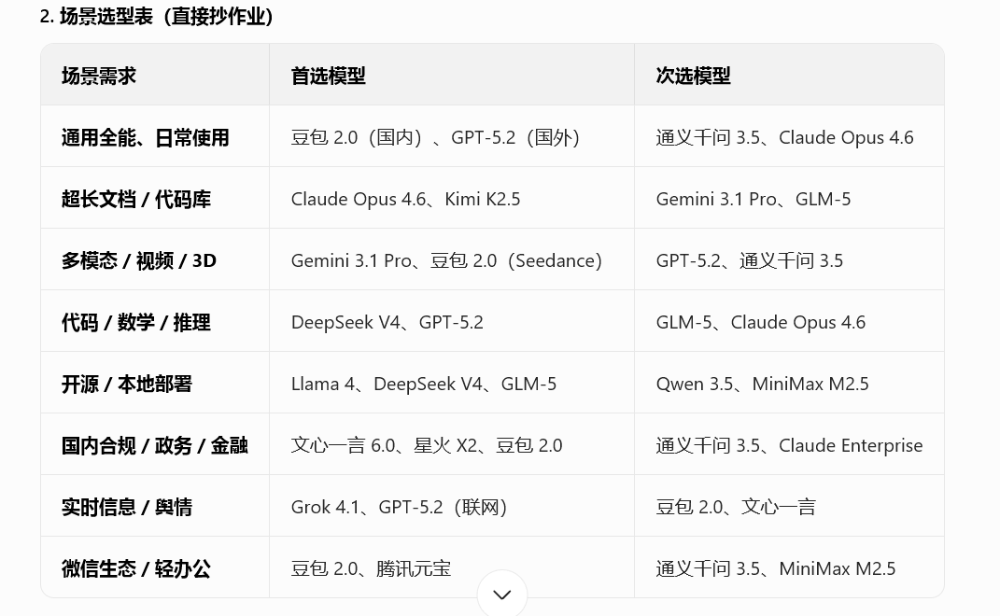 2. 场景选型表（直接抄作业）
场景需求 首选模型 次选模型
通用全能、日常使用 豆包 2.0（国内）、GPT-5.2（国外） 通义千问 3.5、Claude Opus 4.6
超长文档 / 代码库 Claude Opus 4.6、Kimi K2.5 Gemini 3.1 Pro、GLM-5
多模态 / 视频 / 3D Gemini 3.1 Pro、豆包 2.0（Seedance） GPT-5.2、通义千问 3.5
代码 / 数学 / 推理 DeepSeek V4、GPT-5.2 GLM-5、Claude Opus 4.6
开源 / 本地部署 Llama 4、DeepSeek V4、GLM-5 Qwen 3.5、MiniMax M2.5
国内合规 / 政务 / 金融 文心一言 6.0、星火 X2、豆包 2.0 通义千问 3.5、Claude Enterprise
实时信息 / 舆情 Grok 4.1、GPT-5.2（联网） 豆包 2.0、文心一言
微信生态 / 轻办公 豆包 2.0、腾讯元宝 通义千问 3.5、MiniMax M2.5